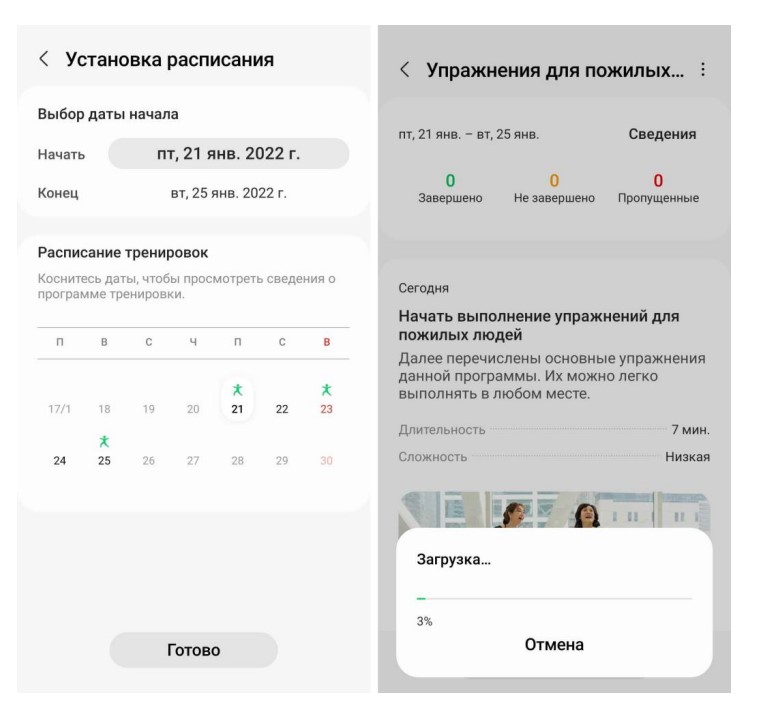 Установка расписания
Выбор даты начала
Начать пт, 21 янв. 2022 г.
Конец вт, 25 янв. 2022 г.
Расписание тренировок
Коснитесь даты, чтобы просмотреть сведения о
программе тренировки.
П В С Ч П С В
17/1 18 19 20 21 22 23
24 25 26 27 28 29 30
Готово
Упражнения для пожилых...
пт, 21 янв. – вт, 25 янв. Сведения
0 0 0
Завершено Не завершено Пропущенные
Сегодня
Начать выполнение упражнений для
пожилых людей
Далее перечислены основные упражнения
данной программы. Их можно легко
выполнять в любом месте.
Длительность 7 мин.
Сложность Низкая
Загрузка...
3%
Отмена